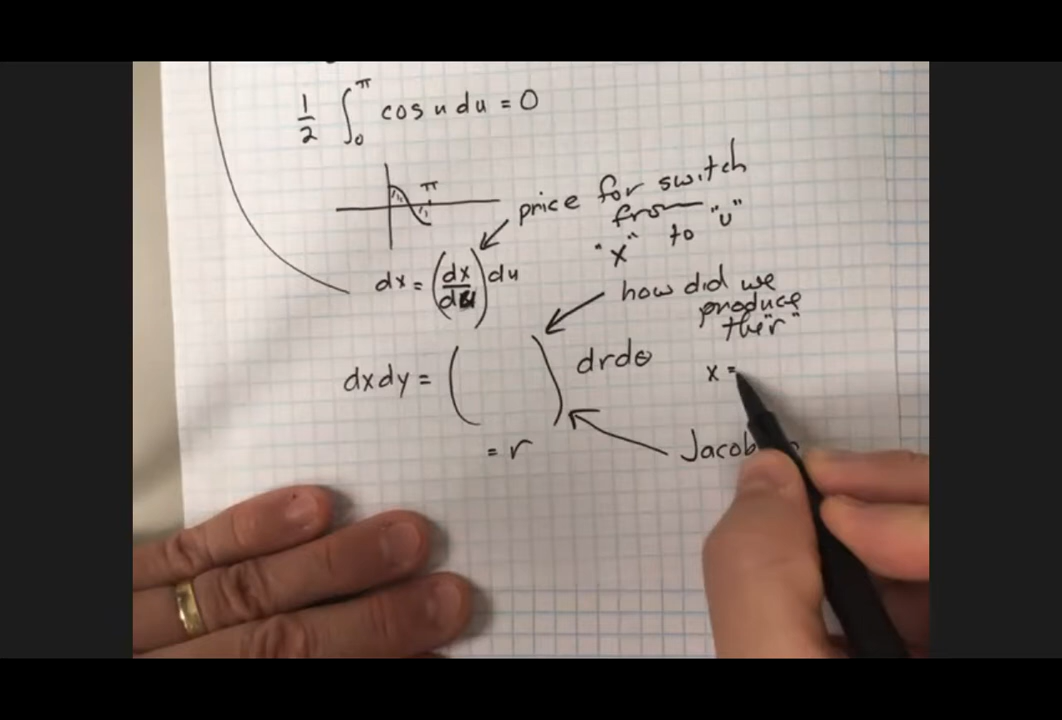 1/2 ∫₀^π cos u du = 0
π
price for switch
from
"x" to "u"
dx = (dx/du) du
how did we
produce
the "r"
dxdy = ( ) drdθ
x =
= r